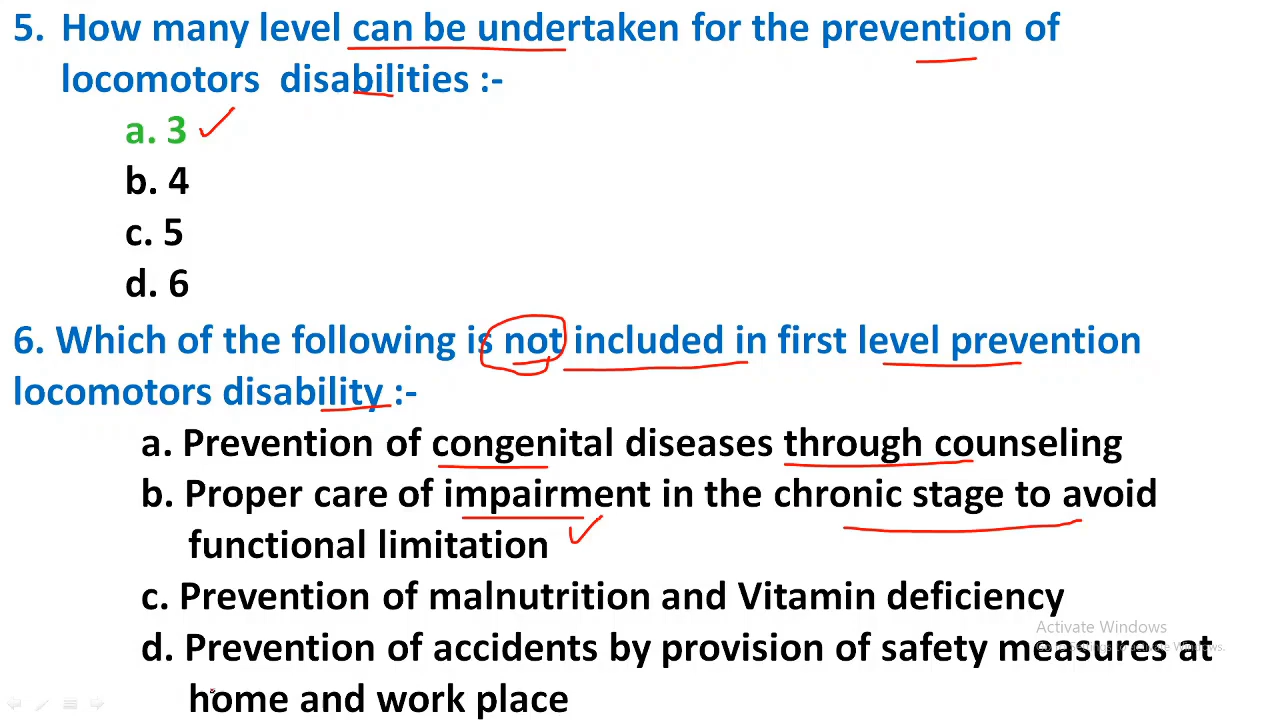 5. How many level can be undertaken for the prevention of
locomotors disabilities :-
a. 3
b. 4
c. 5
d. 6
6. Which of the following is not included in first level prevention
locomotors disability :-
a. Prevention of congenital diseases through counseling
b. Proper care of impairment in the chronic stage to avoid
functional limitation
c. Prevention of malnutrition and Vitamin deficiency
Activate Windows
d. Prevention of accidents by provision of safety measures at
home and work place